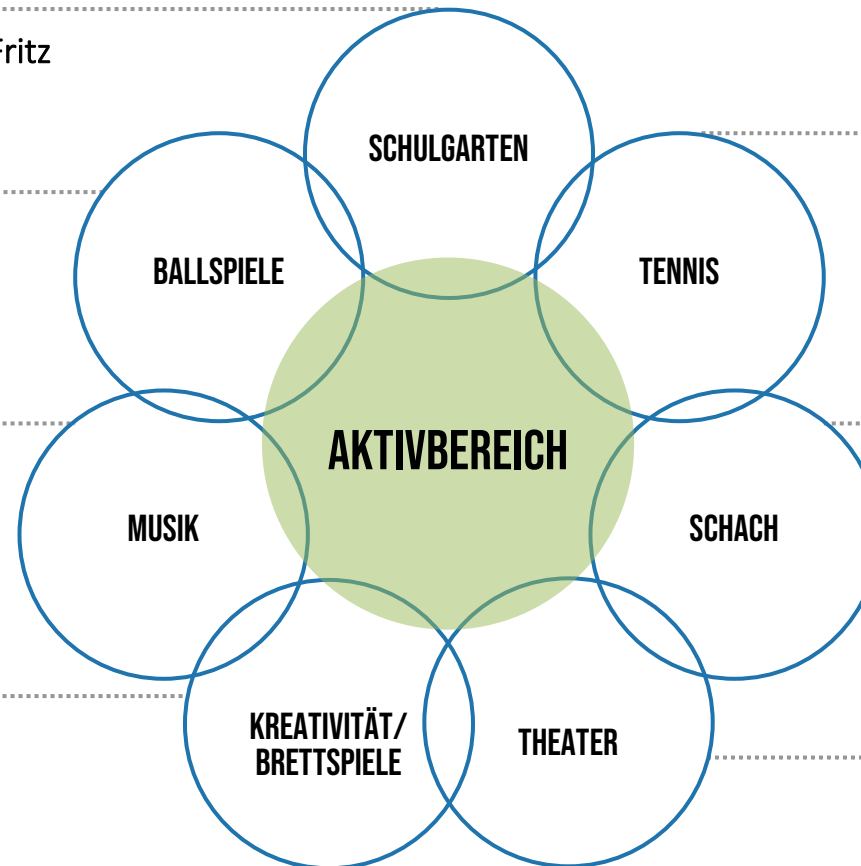 Fritz
SCHULGARTEN
BALLSPIELE
TENNIS
AKTIVBEREICH
MUSIK
SCHACH
KREATIVITÄT/
BRETTSPIELE
THEATER